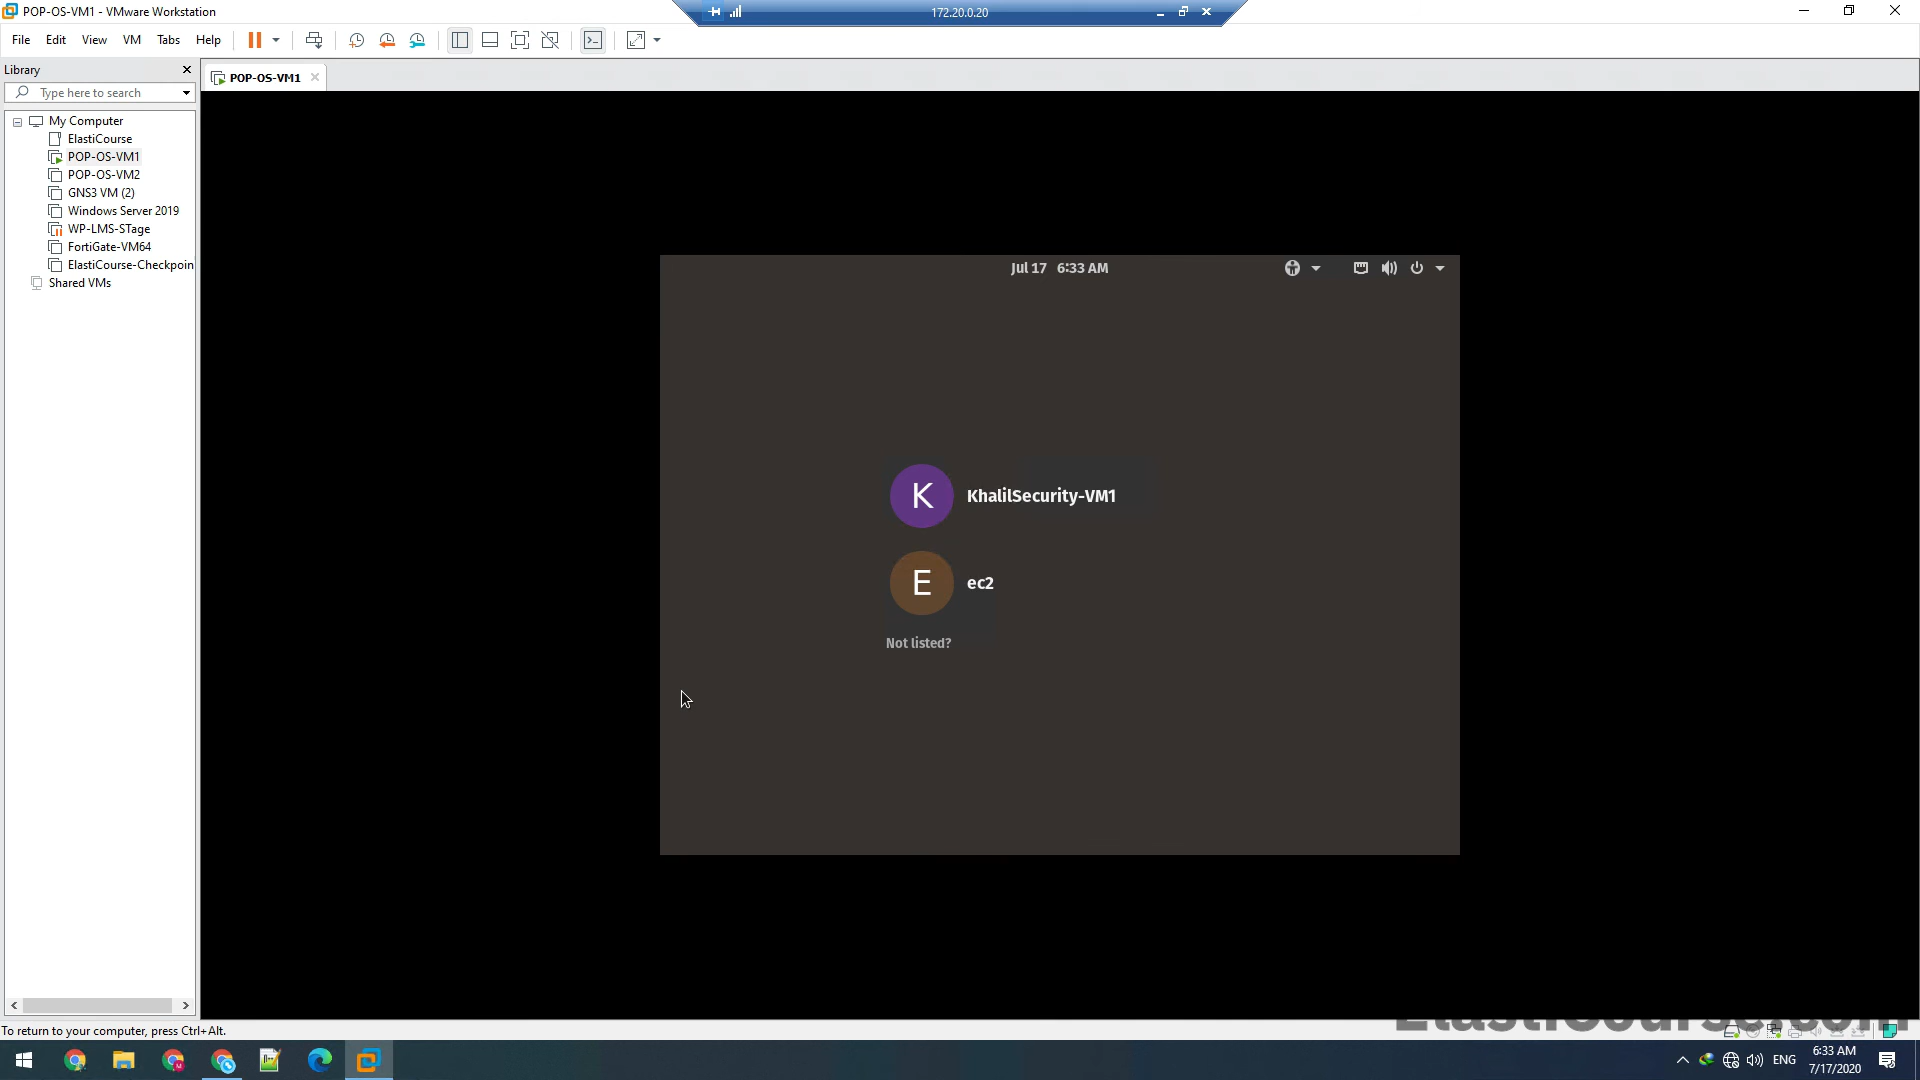 POP-OS-VM1 - VMware Workstation
172.20.0.20
File Edit View VM Tabs Help
Library
Type here to search
POP-OS-VM1
My Computer
ElastiCourse
POP-OS-VM1
POP-OS-VM2
GNS3 VM (2)
Windows Server 2019
WP-LMS-STage
FortiGate-VM64
ElastiCourse-Checkpoin
Shared VMs
Jul 17 6:33 AM
K KhalilSecurity-VM1
E ec2
Not listed?
To return to your computer, press Ctrl+Alt.
ElastiCourse.com
ENG
6:33 AM
7/17/2020